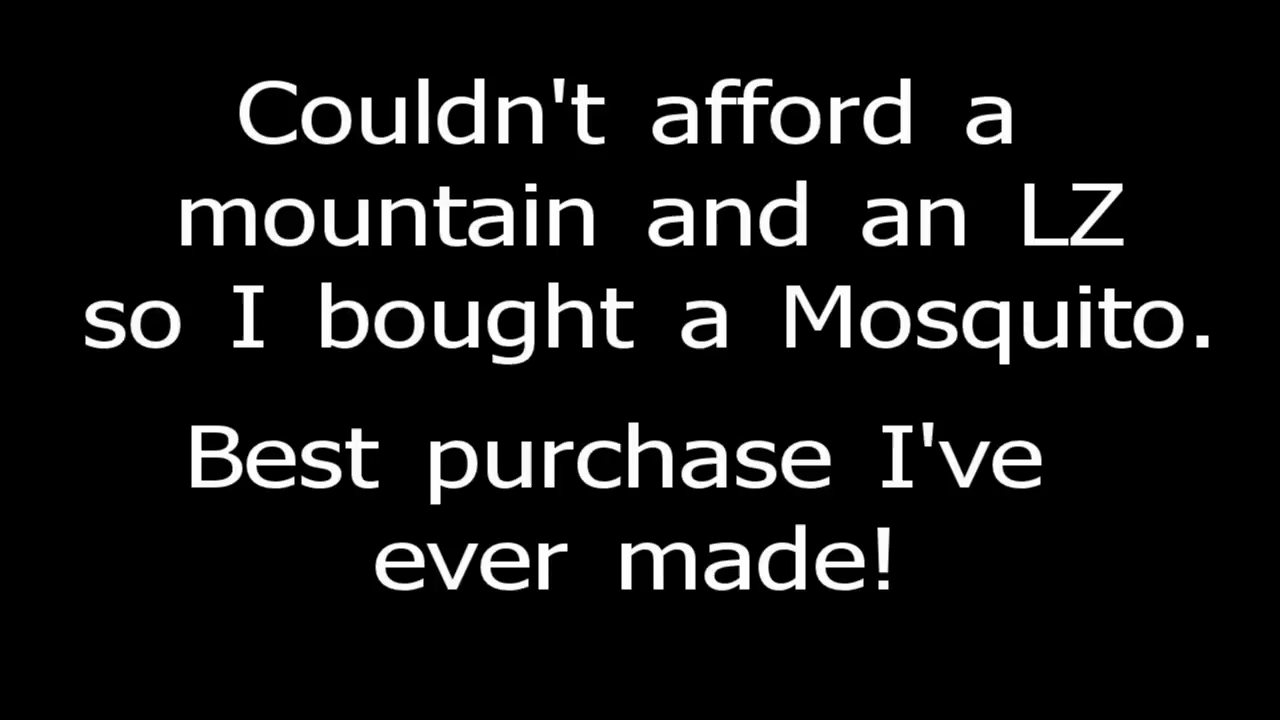 Couldn't afford a
mountain and an LZ
so I bought a Mosquito.
Best purchase I've
ever made!